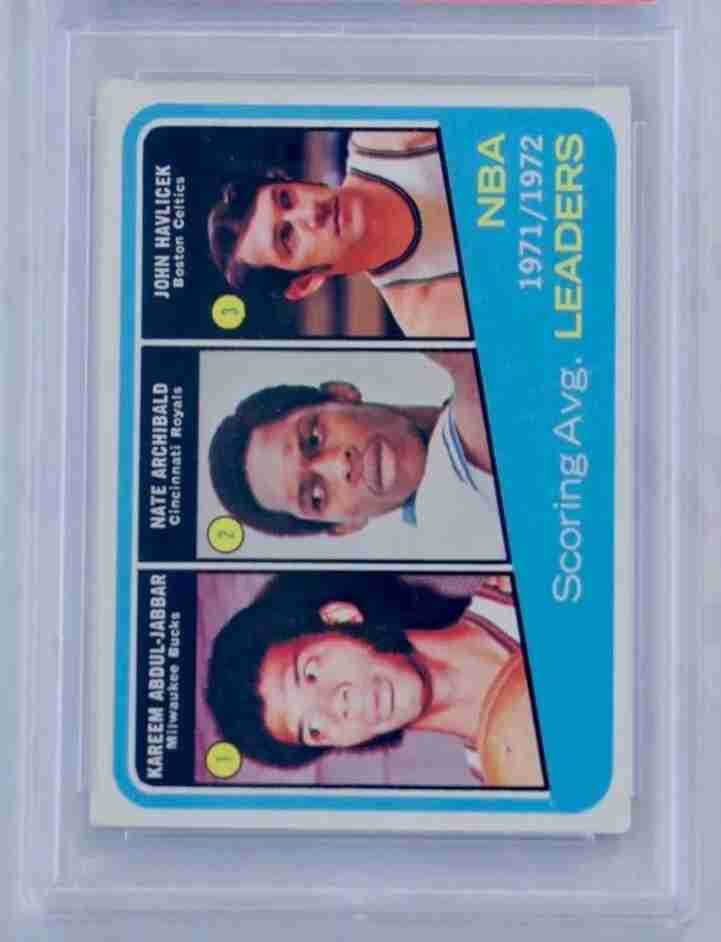 KAREEM ABDUL-JABBAR
Milwaukee Bucks
1
NATE ARCHIBALD
Cincinnati Royals
2
JOHN HAVLICEK
Boston Celtics
3
NBA
1971/1972
Scoring Avg. LEADERS